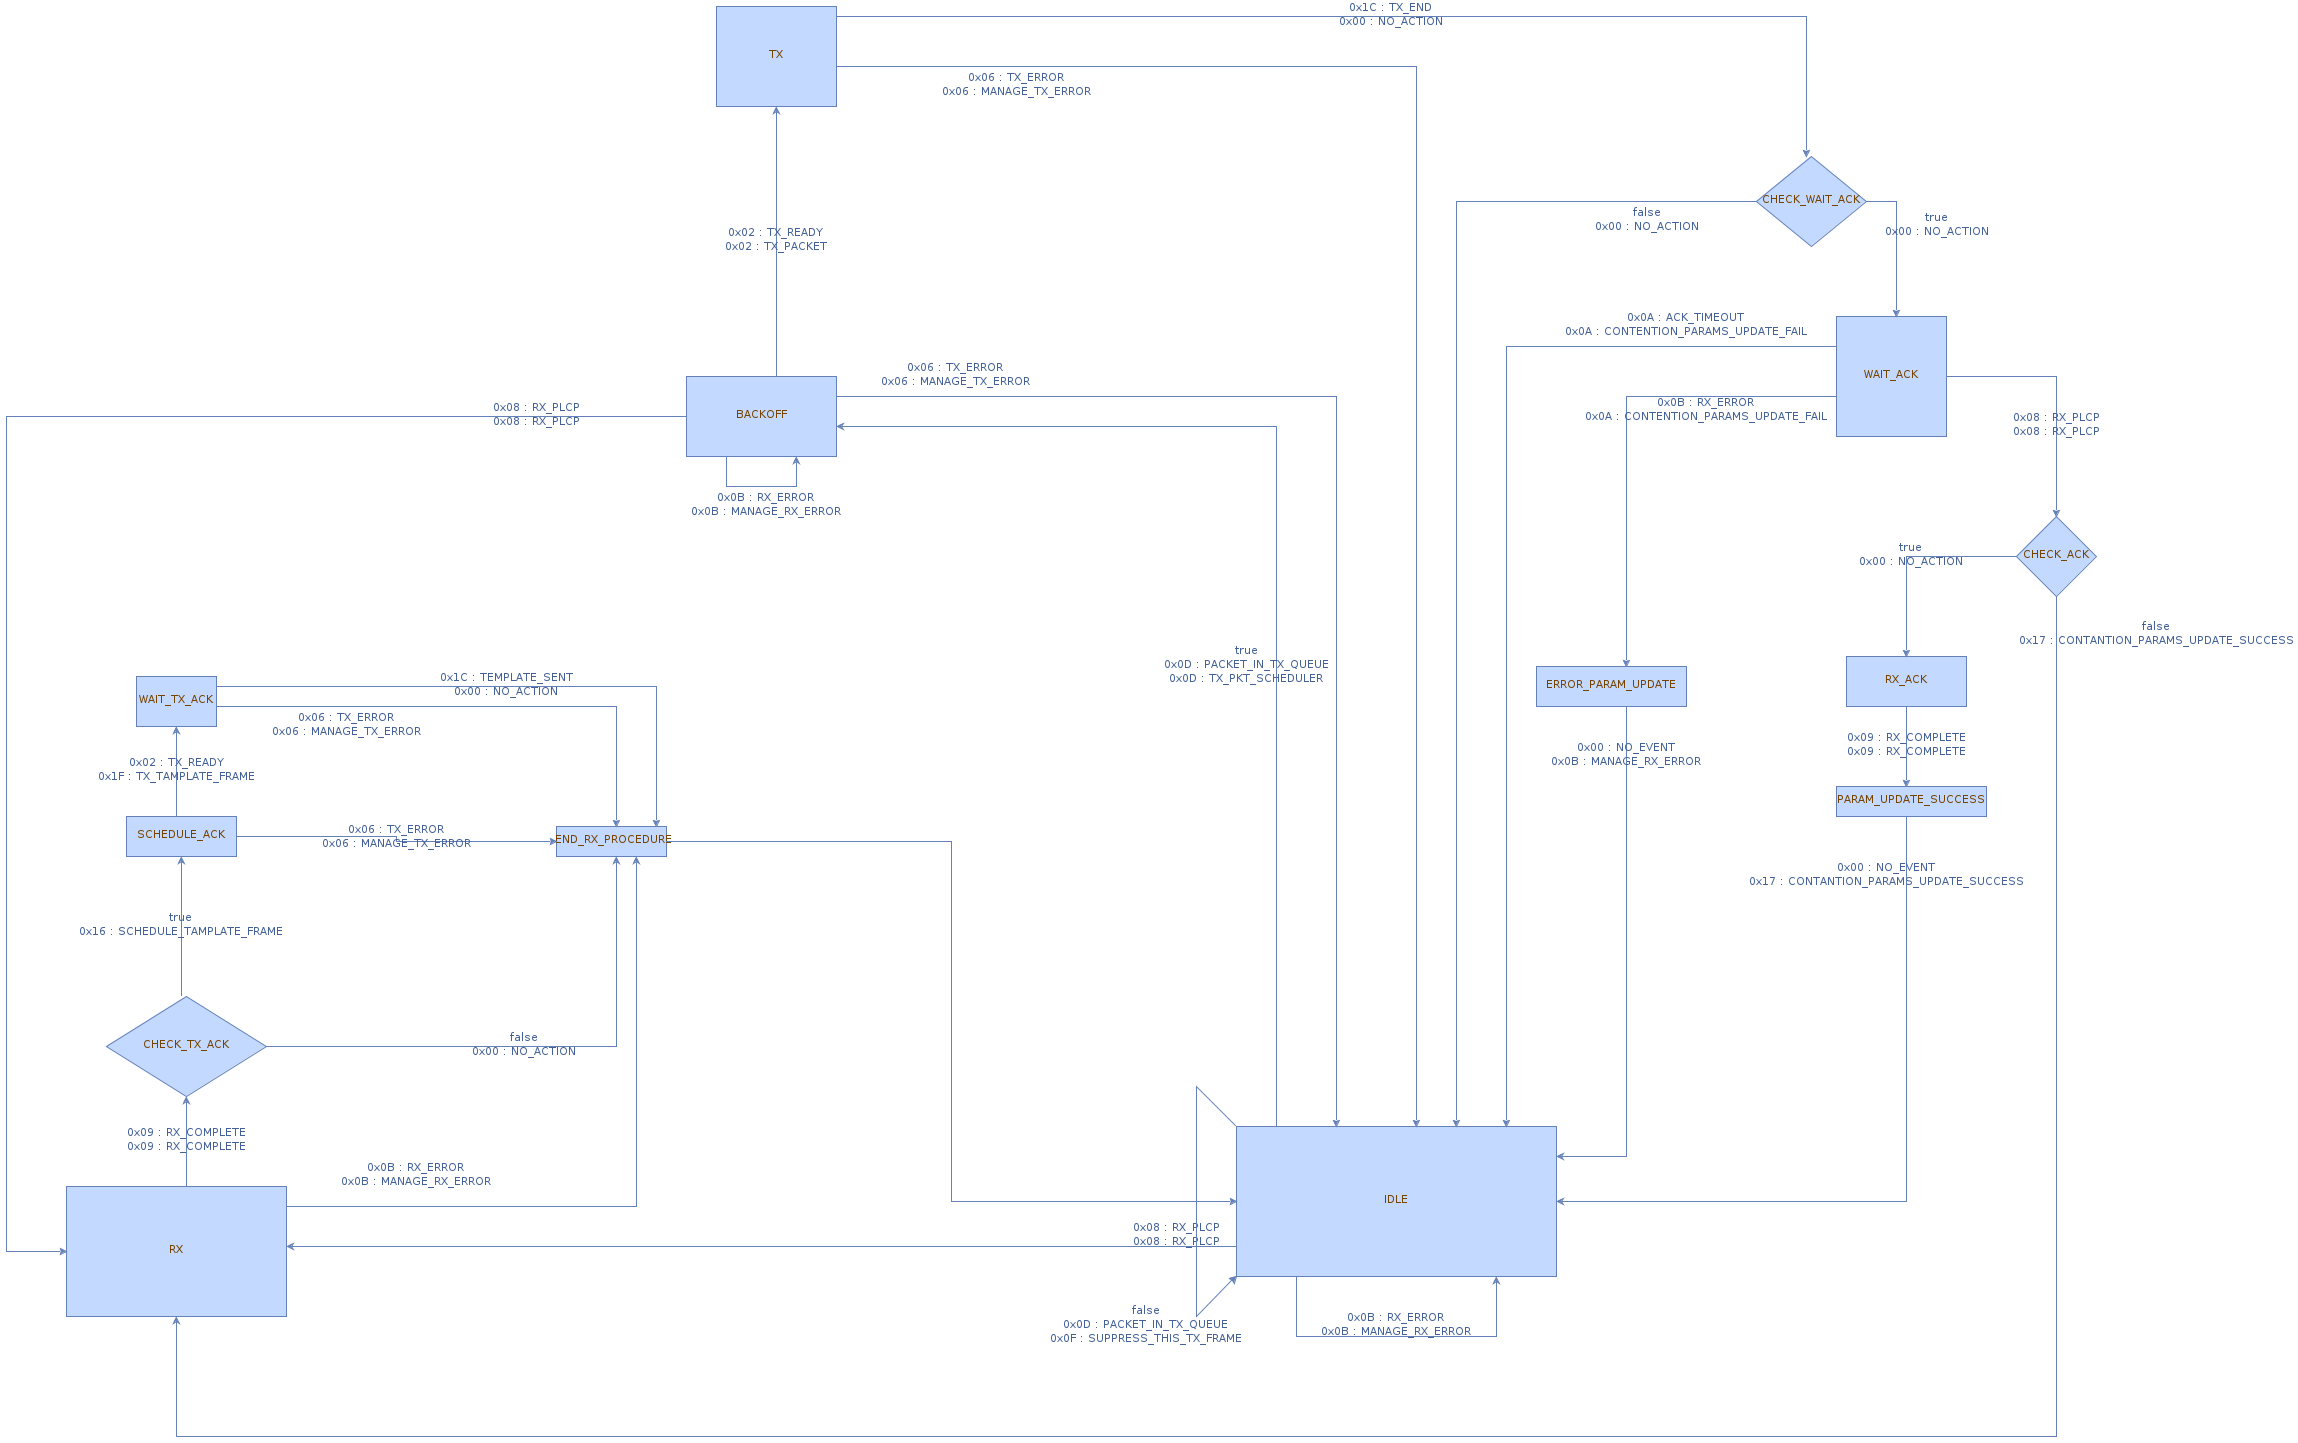 0x1C : TX_END
0x00 : NO_ACTION
TX
0x06 : TX_ERROR
0x06 : MANAGE_TX_ERROR
CHECK_WAIT_ACK
false
0x00 : NO_ACTION
true
0x00 : NO_ACTION
0x02 : TX_READY
0x02 : TX_PACKET
0x0A : ACK_TIMEOUT
0x0A : CONTENTION_PARAMS_UPDATE_FAIL
WAIT_ACK
0x06 : TX_ERROR
0x06 : MANAGE_TX_ERROR
0x08 : RX_PLCP
0x08 : RX_PLCP
BACKOFF
0x0B : RX_ERROR
0x0A : CONTENTION_PARAMS_UPDATE_FAIL
0x08 : RX_PLCP
0x08 : RX_PLCP
0x0B : RX_ERROR
0x0B : MANAGE_RX_ERROR
true
0x00 : NO_ACTION
CHECK_ACK
false
0x17 : CONTANTION_PARAMS_UPDATE_SUCCESS
true
0x0D : PACKET_IN_TX_QUEUE
0x0D : TX_PKT_SCHEDULER
ERROR_PARAM_UPDATE
RX_ACK
WAIT_TX_ACK
0x1C : TEMPLATE_SENT
0x00 : NO_ACTION
0x06 : TX_ERROR
0x06 : MANAGE_TX_ERROR
0x00 : NO_EVENT
0x0B : MANAGE_RX_ERROR
0x09 : RX_COMPLETE
0x09 : RX_COMPLETE
0x02 : TX_READY
0x1F : TX_TAMPLATE_FRAME
PARAM_UPDATE_SUCCESS
SCHEDULE_ACK
0x06 : TX_ERROR
0x06 : MANAGE_TX_ERROR
END_RX_PROCEDURE
0x00 : NO_EVENT
0x17 : CONTANTION_PARAMS_UPDATE_SUCCESS
true
0x16 : SCHEDULE_TAMPLATE_FRAME
CHECK_TX_ACK
false
0x00 : NO_ACTION
0x09 : RX_COMPLETE
0x09 : RX_COMPLETE
0x0B : RX_ERROR
0x0B : MANAGE_RX_ERROR
IDLE
0x08 : RX_PLCP
0x08 : RX_PLCP
RX
false
0x0D : PACKET_IN_TX_QUEUE
0x0F : SUPPRESS_THIS_TX_FRAME
0x0B : RX_ERROR
0x0B : MANAGE_RX_ERROR